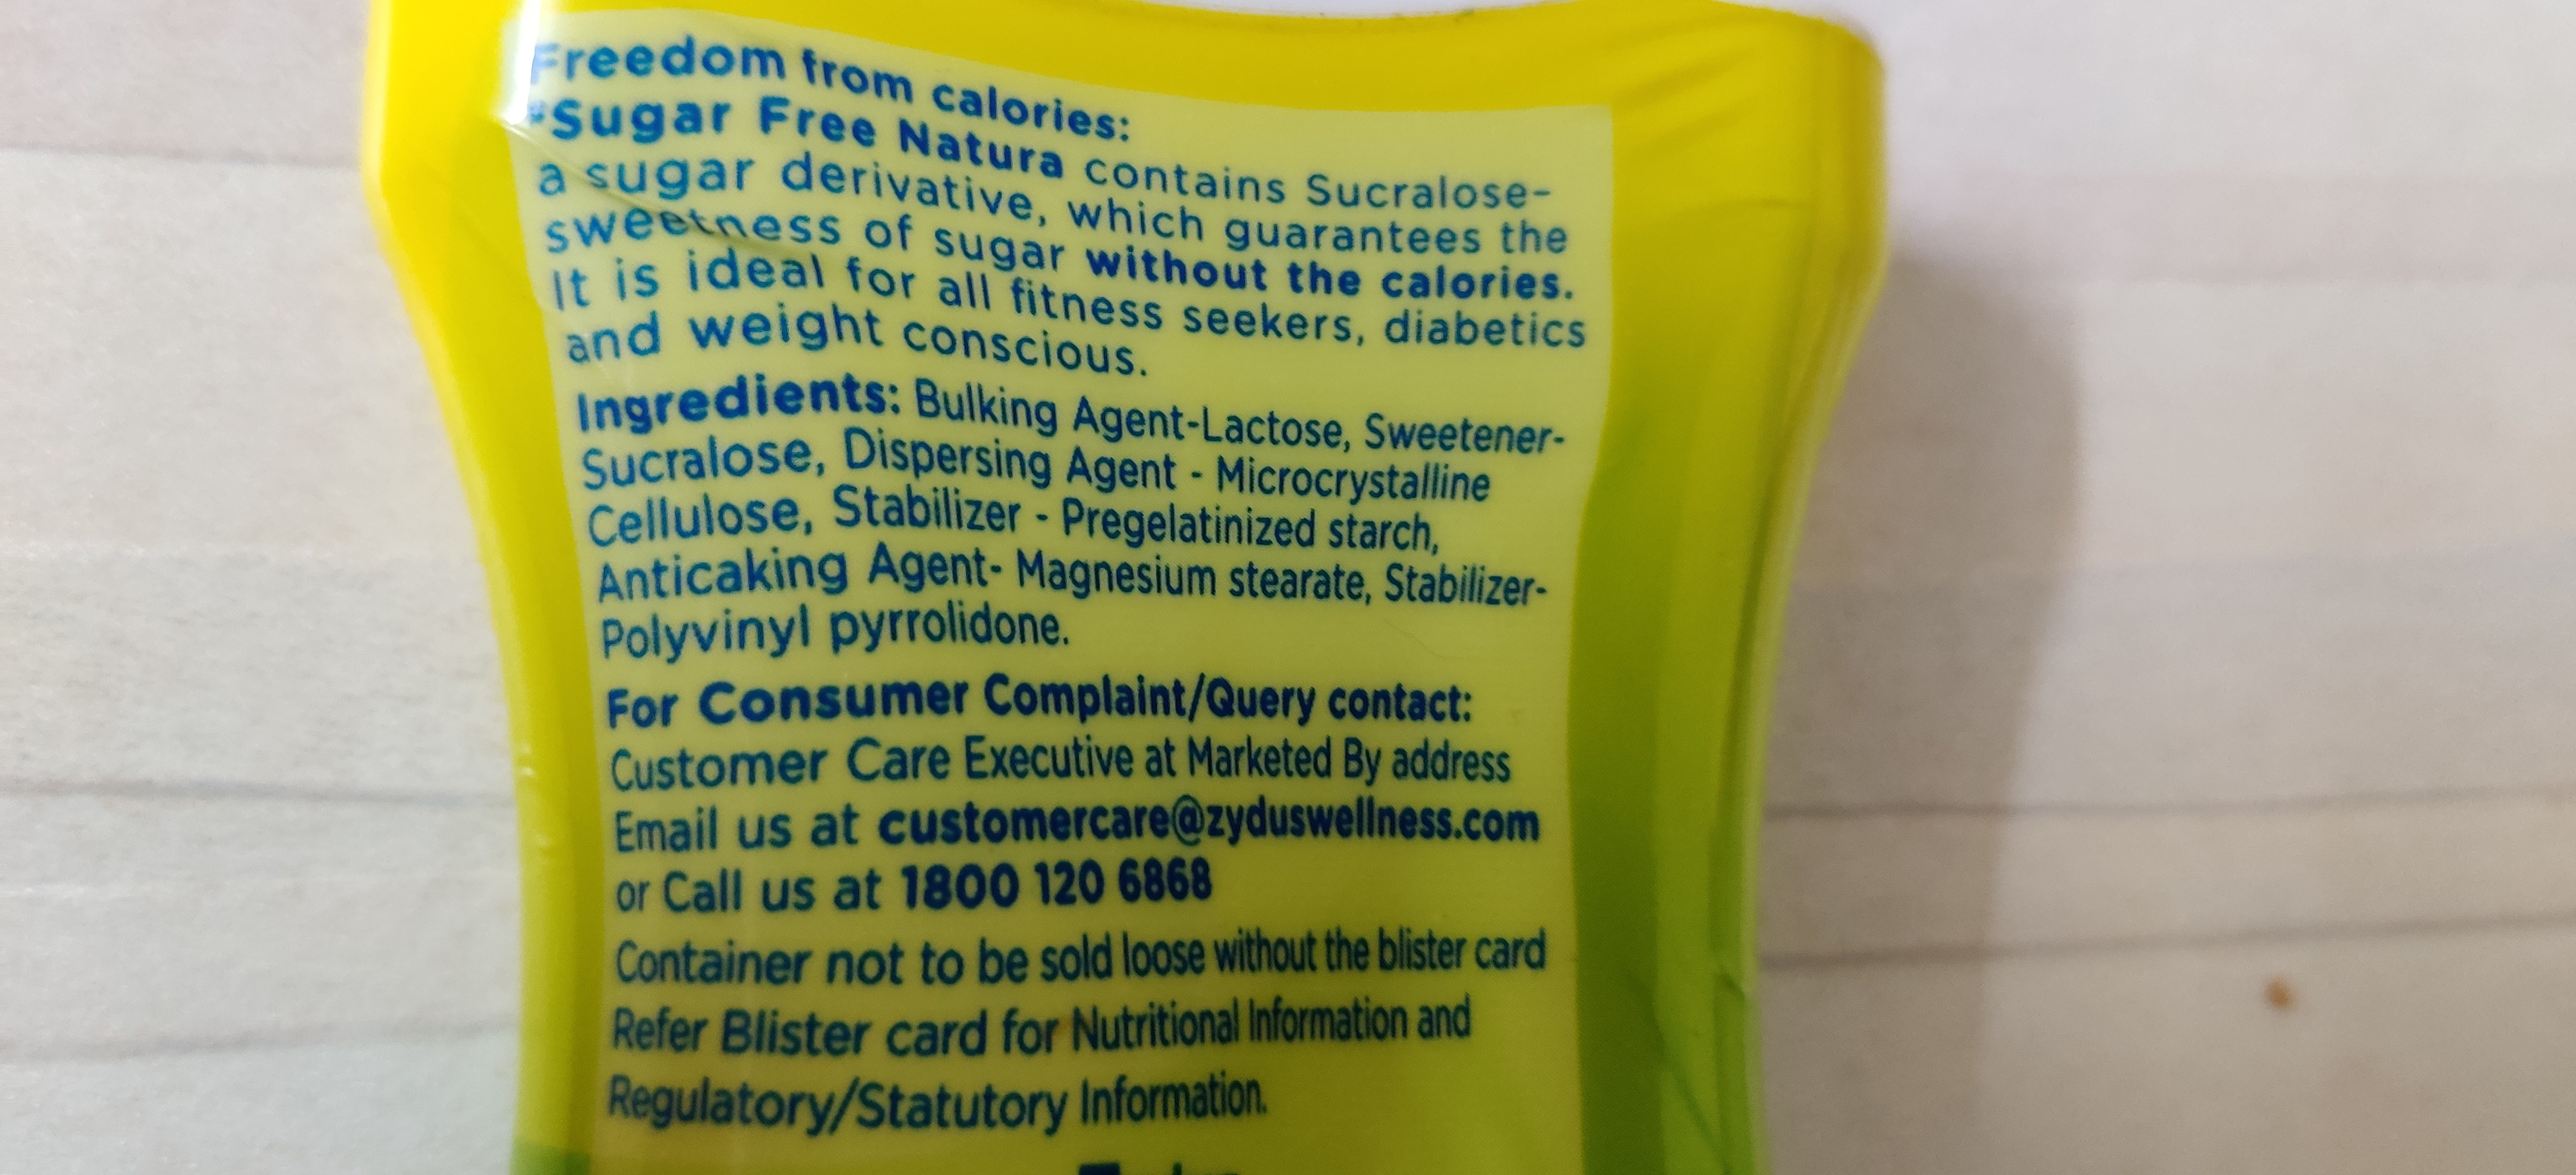 Freedom from calories:
*Sugar Free Natura contains Sucralose-
a sugar derivative, which guarantees the
sweetness of sugar without the calories.
It is ideal for all fitness seekers, diabetics
and weight conscious.
Ingredients: Bulking Agent-Lactose, Sweetener-
Sucralose, Dispersing Agent - Microcrystalline
Cellulose, Stabilizer - Pregelatinized starch,
Anticaking Agent- Magnesium stearate, Stabilizer-
Polyvinyl pyrrolidone.
For Consumer Complaint/Query contact:
Customer Care Executive at Marketed By address
Email us at customercare@zyduswellness.com
or Call us at 1800 120 6868
Container not to be sold loose without the blister card
Refer Blister card for Nutritional Information and
Regulatory/Statutory Information.